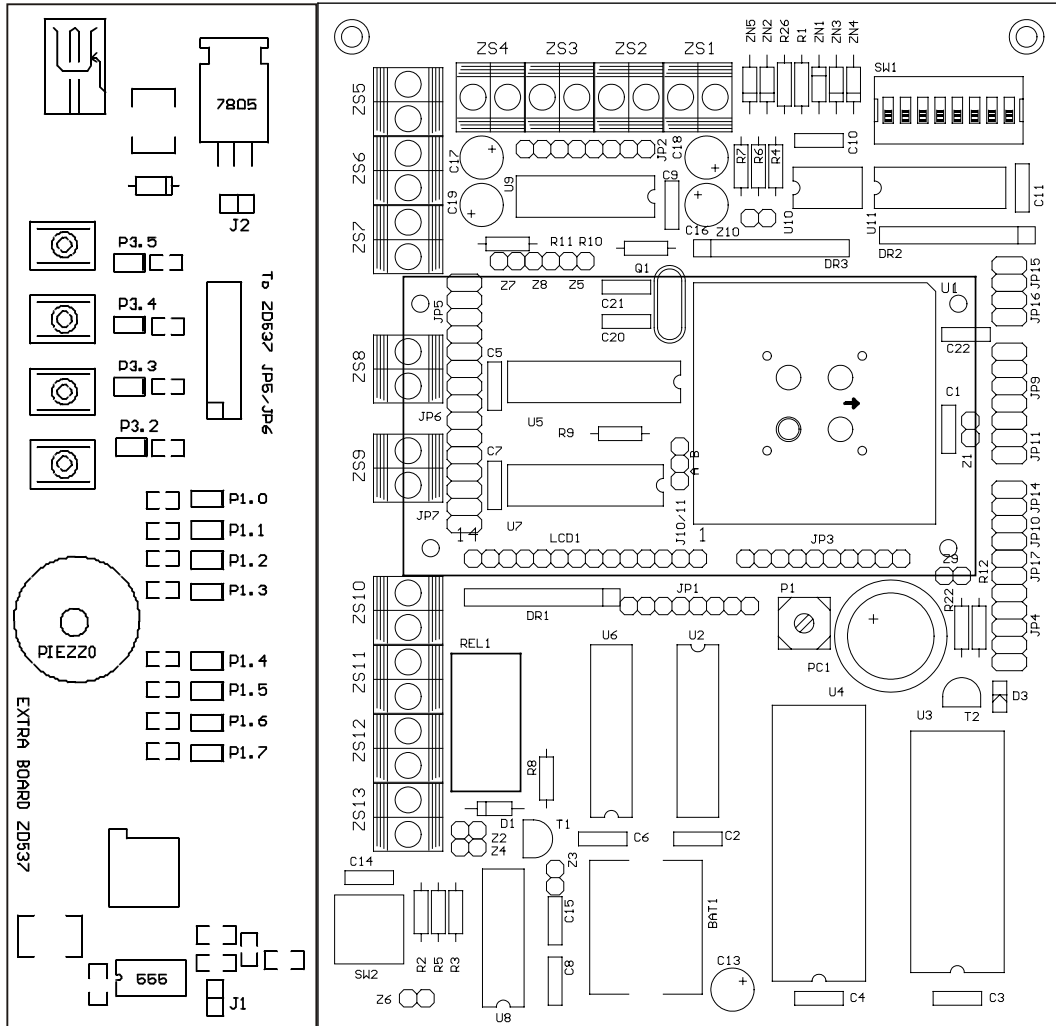 7805
J2
P3.5
P3.4
P3.3
P3.2
To ZD537 JP5/JP6
P1.0
P1.1
P1.2
P1.3
PIEZZO
P1.4
P1.5
P1.6
P1.7
EXTRA BOARD ZD537
555
J1
ZS4
ZS3
ZS2
ZS1
ZN5
ZN2
R26
R1
ZN1
ZN3
ZN4
SW1
ZS5
ZS6
ZS7
C17
C19
U9
JP2
C9
C18
C16
R7
R6
R4
C10
Z10
U10
U11
C11
DR3
DR2
R11
R10
Z7
Z8
Z5
Q1
C21
C20
U1
JP15
JP16
JP5
ZS8
C5
JP6
U5
R9
C22
C1
Z1
JP9
JP11
ZS9
C7
JP7
U7
A B
J10/11
14
LCD1
1
JP3
JP14
JP10
JP17
Z9
R12
R22
JP4
ZS10
DR1
JP1
P1
ZS11
REL1
U6
U2
PC1
U4
U3
T2
D3
ZS12
R8
ZS13
D1
T1
Z2
Z4
C6
C2
C14
Z3
C15
BAT1
SW2
R2
R5
R3
C8
C13
Z6
U8
C4
C3